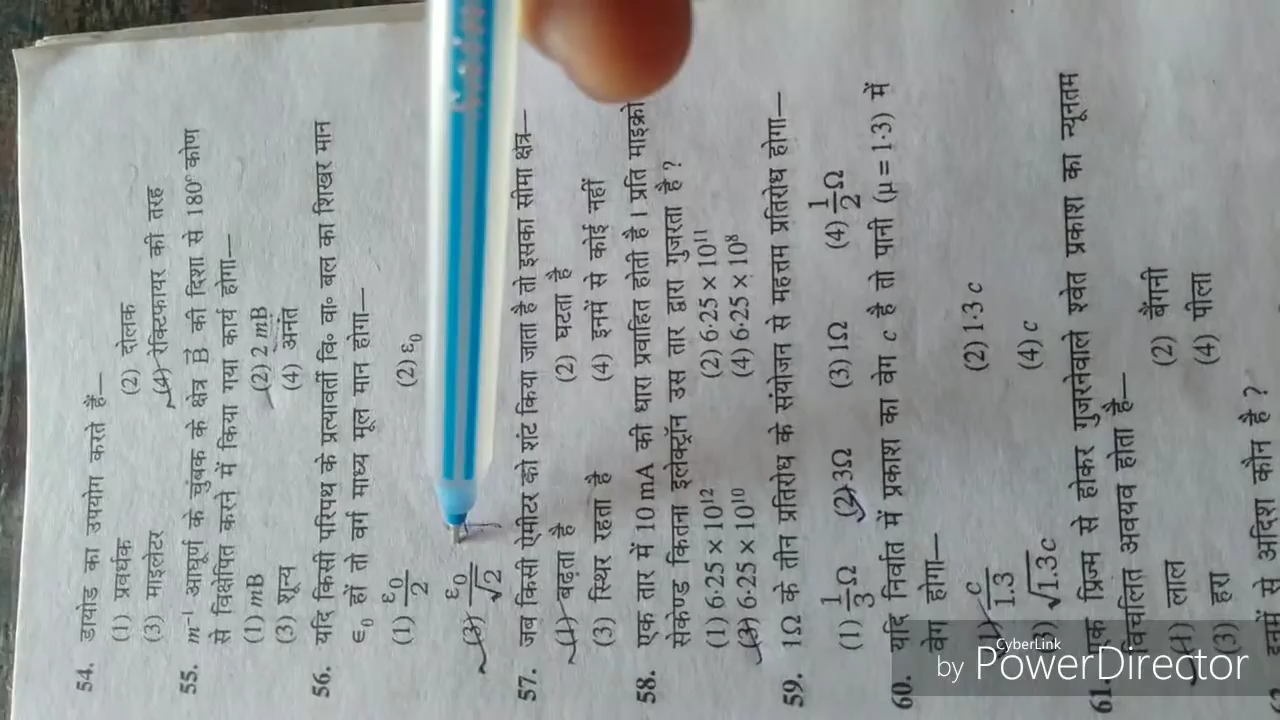 54. डायोड का उपयोग करते हैं—
(1) प्रवर्धक (2) दोलक
(3) माडलेटर (4) रेक्टिफायर की तरह
55. m⁻¹ आघूर्ण के चुंबक के क्षेत्र B⃗ की दिशा से 180° कोण
से विक्षेपित करने में किया गया कार्य होगा—
(1) mB (2) 2 mB
(3) शून्य (4) अनंत
56. यदि किसी परिपथ के प्रत्यावर्ती वि॰ वा॰ बल का शिखर मान
ε₀ हों तो वर्ग माध्य मूल मान होगा—
(1) ε₀/2 (2) ε₀
(3) ε₀/√2
57. जब किसी ऐमीटर को शंट किया जाता है तो इसका सीमा क्षेत्र—
(1) बढ़ता है (2) घटता है
(3) स्थिर रहता है (4) इनमें से कोई नहीं
58. एक तार में 10 mA की धारा प्रवाहित होती है। प्रति माइक्रो
सेकेण्ड कितना इलेक्ट्रॉन उस तार द्वारा गुजरता है ?
(1) 6·25 × 10¹² (2) 6·25 × 10¹¹
(3) 6·25 × 10¹⁰ (4) 6·25 × 10⁸
59. 1Ω के तीन प्रतिरोध के संयोजन से महत्तम प्रतिरोध होगा—
(1) 1/3 Ω (2) 3Ω (3) 1Ω (4) 1/2 Ω
60. यदि निर्वात में प्रकाश का वेग c है तो पानी (μ = 1·3) में
वेग होगा—
(1) c/1.3 (2) 1·3 c
(3) √1.3 c (4) c
61. एक प्रिज्म से होकर गुजरनेवाले श्वेत प्रकाश का न्यूनतम
विचलित अवयव होता है—
(1) लाल (2) बैंगनी
(3) हरा (4) पीला
इनमें से अदिश कौन है ?
CyberLink
by PowerDirector